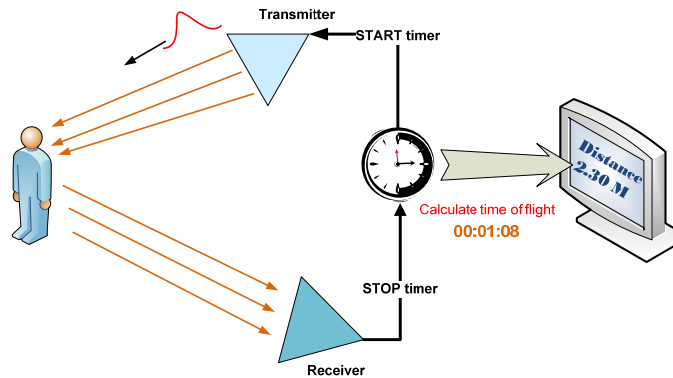 Transmitter
START timer
Distance
2.30 M
Calculate time of flight
00:01:08
STOP timer
Receiver